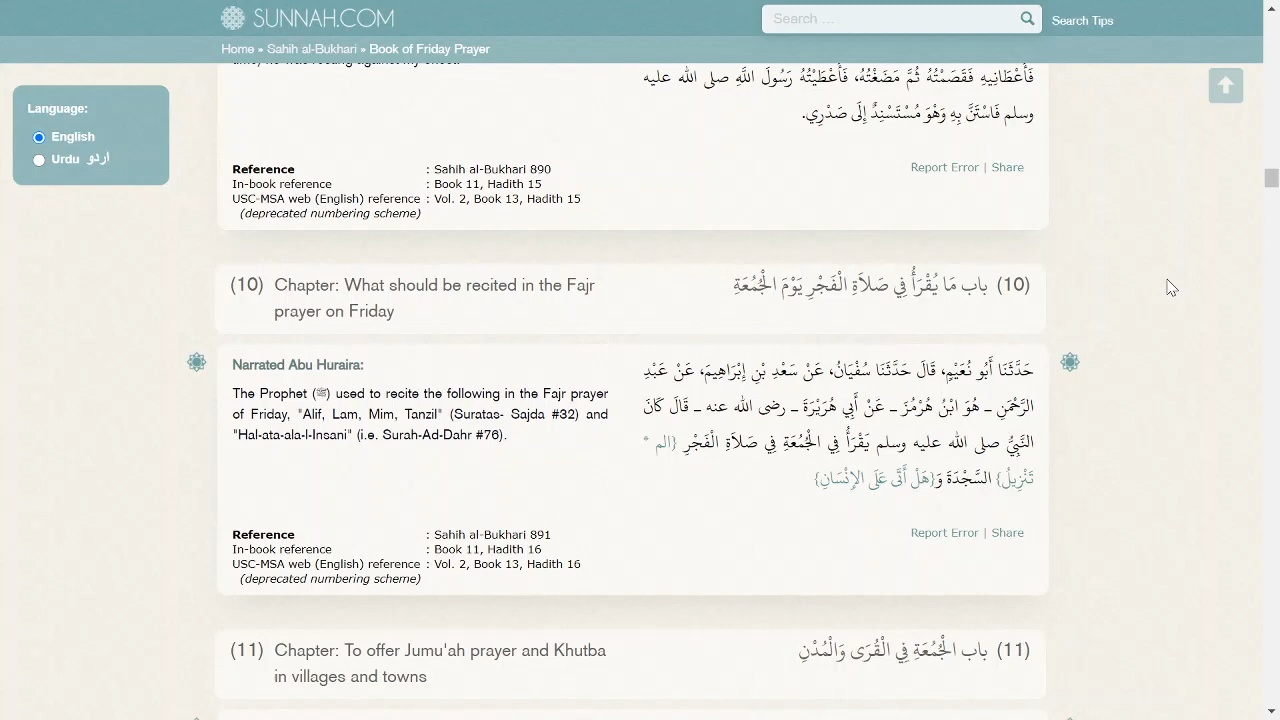 SUNNAH.COM
Search ...
Search Tips
Home » Sahih al-Bukhari » Book of Friday Prayer
Language:
English
Urdu اردو
فَأَعْطَانِيهِ فَقَصَمْتُهُ ثُمَّ مَضَغْتُهُ، فَأَعْطَيْتُهُ رَسُولَ اللَّهِ صلى الله عليه
وسلم فَاسْتَنَّ بِهِ وَهْوَ مُسْتَسْنِدٌ إِلَى صَدْرِي.
Reference : Sahih al-Bukhari 890
In-book reference : Book 11, Hadith 15
USC-MSA web (English) reference : Vol. 2, Book 13, Hadith 15
(deprecated numbering scheme)
Report Error | Share
(10) Chapter: What should be recited in the Fajr
prayer on Friday
(10) باب مَا يُقْرَأُ فِي صَلاَةِ الْفَجْرِ يَوْمَ الْجُمُعَةِ
Narrated Abu Huraira:
The Prophet (ﷺ) used to recite the following in the Fajr prayer
of Friday, "Alif, Lam, Mim, Tanzil" (Suratas- Sajda #32) and
"Hal-ata-ala-l-Insani" (i.e. Surah-Ad-Dahr #76).
حَدَّثَنَا أَبُو نُعَيْمٍ، قَالَ حَدَّثَنَا سُفْيَانُ، عَنْ سَعْدِ بْنِ إِبْرَاهِيمَ، عَنْ عَبْدِ
الرَّحْمَنِ ـ هُوَ ابْنُ هُرْمُزَ ـ عَنْ أَبِي هُرَيْرَةَ ـ رضى الله عنه ـ قَالَ كَانَ
النَّبِيُّ صلى الله عليه وسلم يَقْرَأُ فِي الْجُمُعَةِ فِي صَلاَةِ الْفَجْرِ {الم *
تَنْزِيلُ} السَّجْدَةَ وَ{هَلْ أَتَى عَلَى الإِنْسَانِ}
Reference : Sahih al-Bukhari 891
In-book reference : Book 11, Hadith 16
USC-MSA web (English) reference : Vol. 2, Book 13, Hadith 16
(deprecated numbering scheme)
Report Error | Share
(11) Chapter: To offer Jumu'ah prayer and Khutba
in villages and towns
(11) باب الْجُمُعَةِ فِي الْقُرَى وَالْمُدْنِ